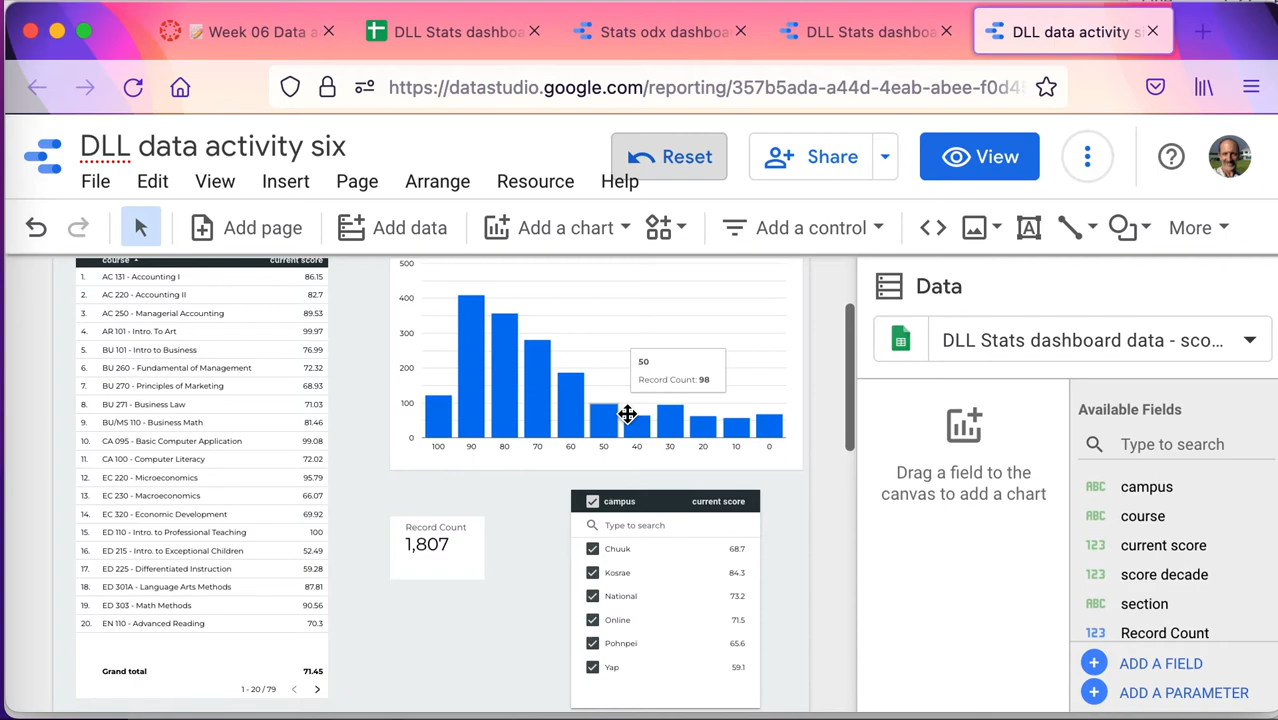 Week 06 Data a
DLL Stats dashboa
Stats odx dashboa
DLL Stats dashboa
DLL data activity si
https://datastudio.google.com/reporting/357b5ada-a44d-4eab-abee-f0d45
DLL data activity six
Reset
Share
View
File Edit View Insert Page Arrange Resource Help
Add page
Add data
Add a chart
Add a control
More
course current score
1. AC 131 - Accounting I 86.15
2. AC 220 - Accounting II 82.7
3. AC 250 - Managerial Accounting 89.53
4. AR 101 - Intro. To Art 99.97
5. BU 101 - Intro to Business 76.99
6. BU 260 - Fundamental of Management 72.32
7. BU 270 - Principles of Marketing 68.93
8. BU 271 - Business Law 71.03
9. BU/MS 110 - Business Math 81.46
10. CA 095 - Basic Computer Application 99.08
11. CA 100 - Computer Literacy 72.02
12. EC 220 - Microeconomics 95.79
13. EC 230 - Macroeconomics 66.07
14. EC 320 - Economic Development 69.92
15. ED 110 - Intro. to Professional Teaching 100
16. ED 215 - Intro. to Exceptional Children 52.49
17. ED 225 - Differentiated Instruction 59.28
18. ED 301A - Language Arts Methods 87.81
19. ED 303 - Math Methods 90.56
20. EN 110 - Advanced Reading 70.3
Grand total 71.45
1 - 20 / 79
500
400
300
200
100
0
100 90 80 70 60 50 40 30 20 10 0
50
Record Count: 98
Record Count
1,807
campus current score
Type to search
Chuuk 68.7
Kosrae 84.3
National 73.2
Online 71.5
Pohnpei 65.6
Yap 59.1
Data
DLL Stats dashboard data - sco...
Drag a field to the
canvas to add a chart
Available Fields
Type to search
ABC campus
ABC course
123 current score
123 score decade
ABC section
123 Record Count
ADD A FIELD
ADD A PARAMETER